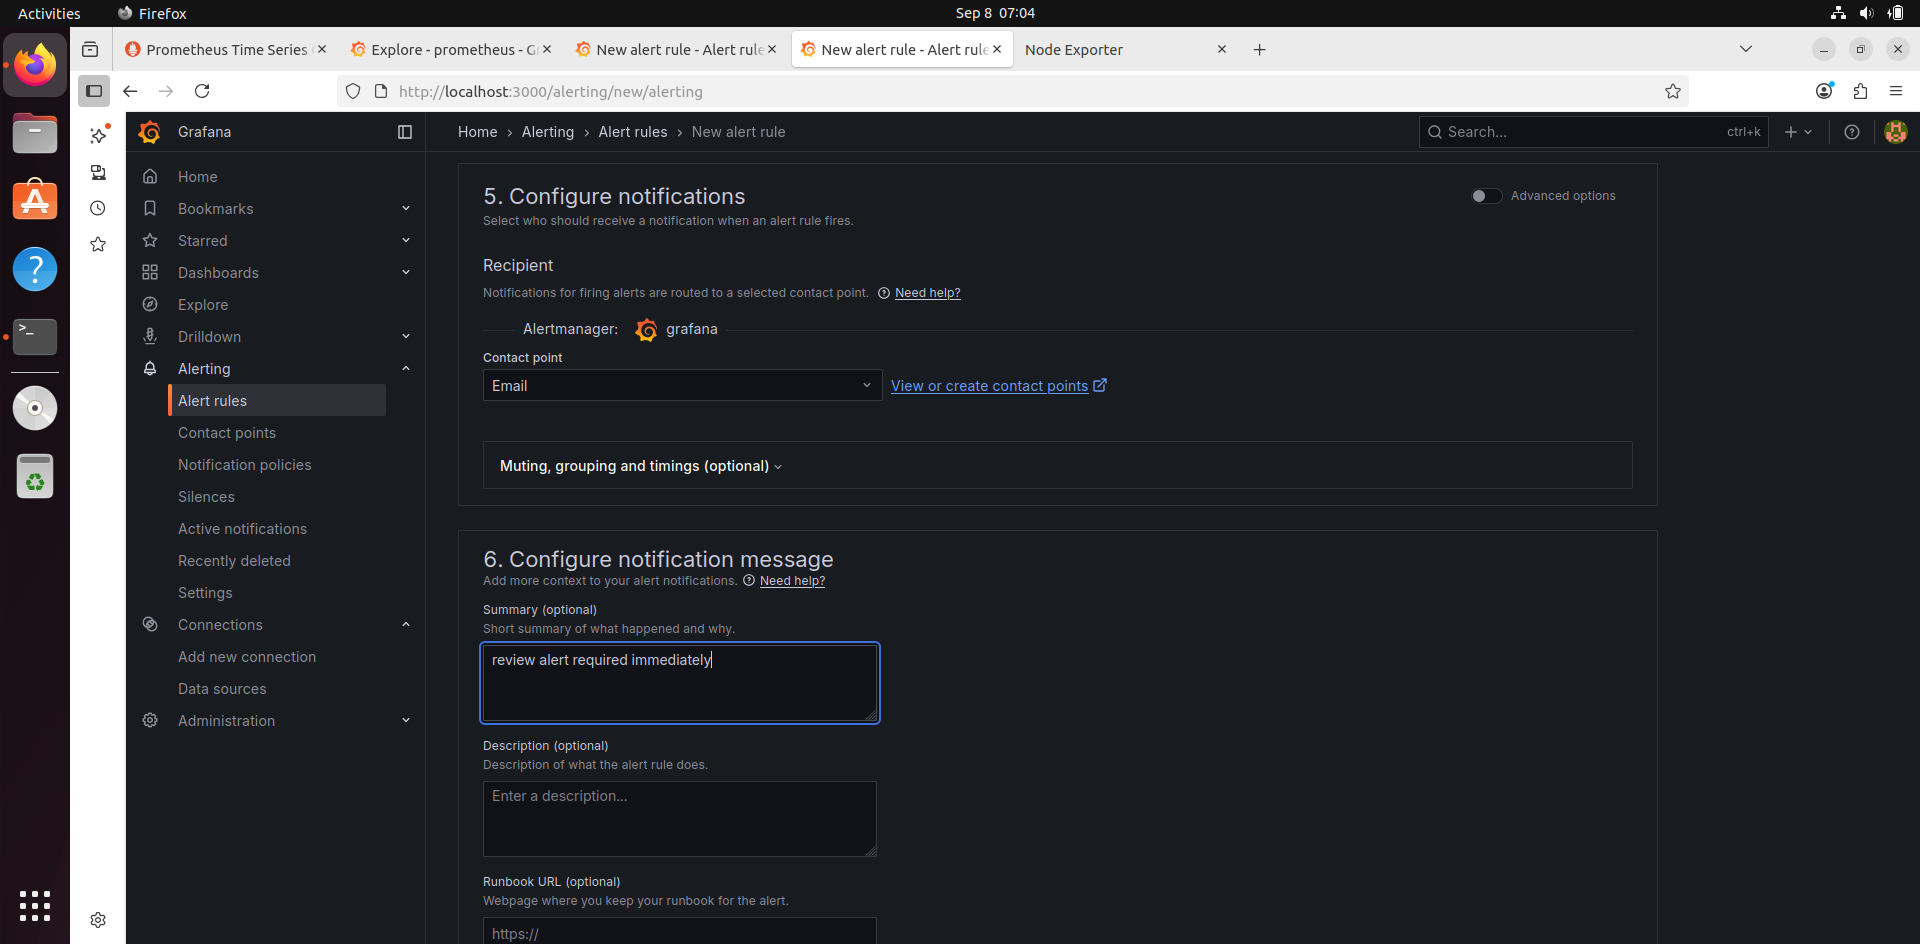 Activities
Firefox
Sep 8 07:04
Prometheus Time Series
Explore - prometheus - G
New alert rule - Alert rule
New alert rule - Alert rule
Node Exporter
http://localhost:3000/alerting/new/alerting
Grafana
Home › Alerting › Alert rules › New alert rule
Search...
ctrl+k
Home
Bookmarks
Starred
Dashboards
Explore
Drilldown
Alerting
Alert rules
Contact points
Notification policies
Silences
Active notifications
Recently deleted
Settings
Connections
Add new connection
Data sources
Administration
5. Configure notifications
Advanced options
Select who should receive a notification when an alert rule fires.
Recipient
Notifications for firing alerts are routed to a selected contact point. Need help?
Alertmanager: grafana
Contact point
Email
View or create contact points
Muting, grouping and timings (optional)
6. Configure notification message
Add more context to your alert notifications. Need help?
Summary (optional)
Short summary of what happened and why.
review alert required immediately
Description (optional)
Description of what the alert rule does.
Enter a description...
Runbook URL (optional)
Webpage where you keep your runbook for the alert.
https://